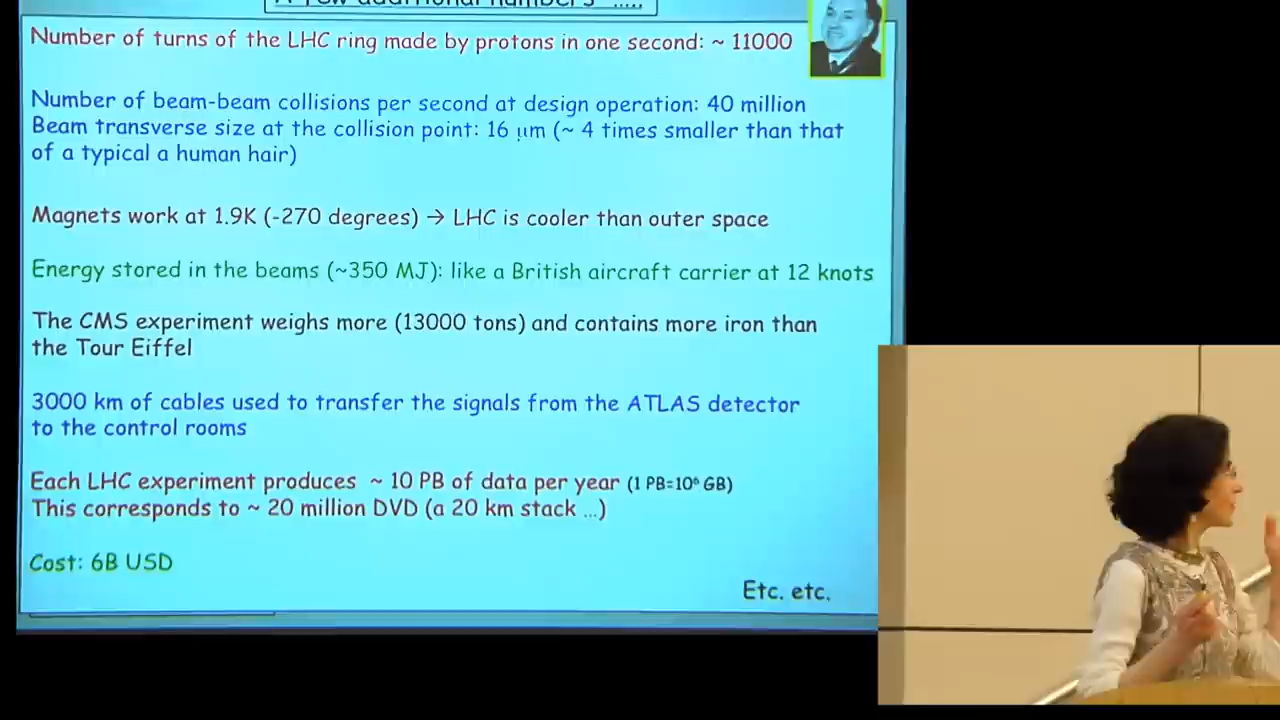 A few additional numbers .....
Number of turns of the LHC ring made by protons in one second: ~ 11000
Number of beam-beam collisions per second at design operation: 40 million
Beam transverse size at the collision point: 16 μm (~ 4 times smaller than that
of a typical a human hair)
Magnets work at 1.9K (-270 degrees) → LHC is cooler than outer space
Energy stored in the beams (~350 MJ): like a British aircraft carrier at 12 knots
The CMS experiment weighs more (13000 tons) and contains more iron than
the Tour Eiffel
3000 km of cables used to transfer the signals from the ATLAS detector
to the control rooms
Each LHC experiment produces ~ 10 PB of data per year (1 PB=10⁶ GB)
This corresponds to ~ 20 million DVD (a 20 km stack ...)
Cost: 6B USD
Etc. etc.